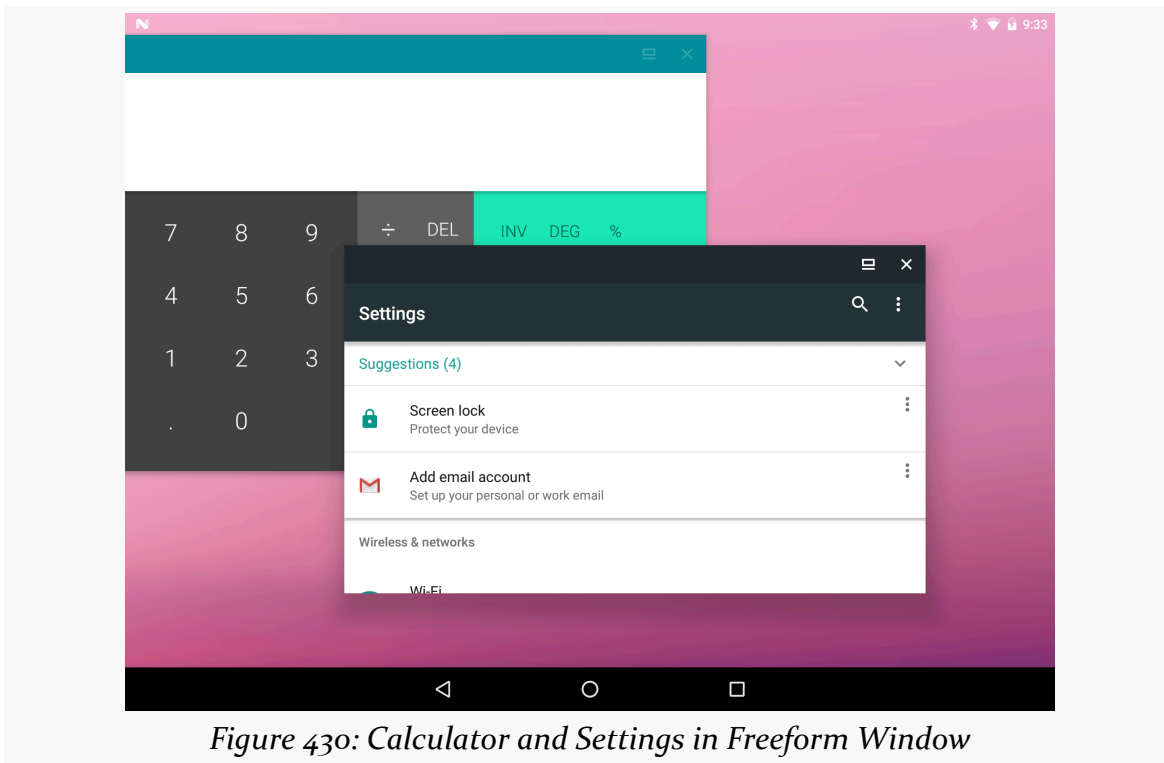 9:33
7 8 9 ÷ DEL INV DEG %
4 5 6
Settings
1 2 3
Suggestions (4)
. 0
Screen lock
Protect your device
Add email account
Set up your personal or work email
Wireless & networks
Wi-Fi
Figure 430: Calculator and Settings in Freeform Window